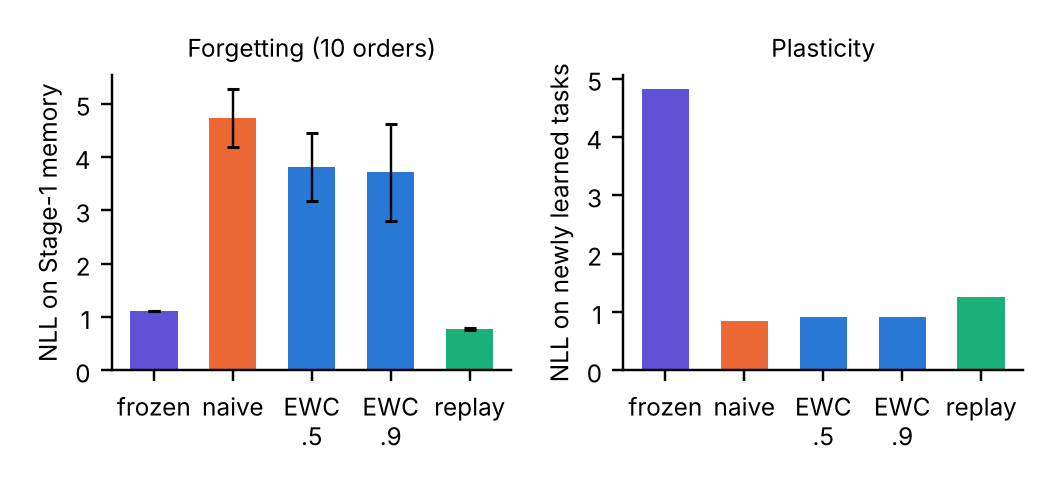 Forgetting (10 orders)
NLL on Stage-1 memory
5
4
3
2
1
0
frozen naive EWC EWC replay
.5 .9
Plasticity
NLL on newly learned tasks
5
4
3
2
1
0
frozen naive EWC EWC replay
.5 .9